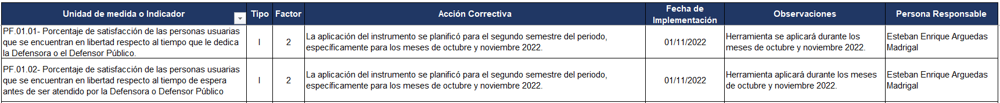 Unidad de medida o Indicador Tipo Factor Acción Correctiva Fecha de Implementación Observaciones Persona Responsable
PF.01.01- Porcentaje de satisfacción de las personas usuarias
que se encuentran en libertad respecto al tiempo que le dedica
la Defensora o el Defensor Público.
I
2
La aplicación del instrumento se planificó para el segundo semestre del periodo,
específicamente para los meses de octubre y noviembre 2022.
01/11/2022
Herramienta se aplicará durante los
meses de octubre y noviembre 2022.
Esteban Enrique Arguedas
Madrigal
PF.01.02- Porcentaje de satisfacción de las personas usuarias
que se encuentran en libertad respecto al tiempo de espera
antes de ser atendido por la Defensora o Defensor Público
I
2
La aplicación del instrumento se planificó para el segundo semestre del periodo,
específicamente para los meses de octubre y noviembre 2022.
01/11/2022
Herramienta aplicará durante los meses
de octubre y noviembre 2022.
Esteban Enrique Arguedas
Madrigal